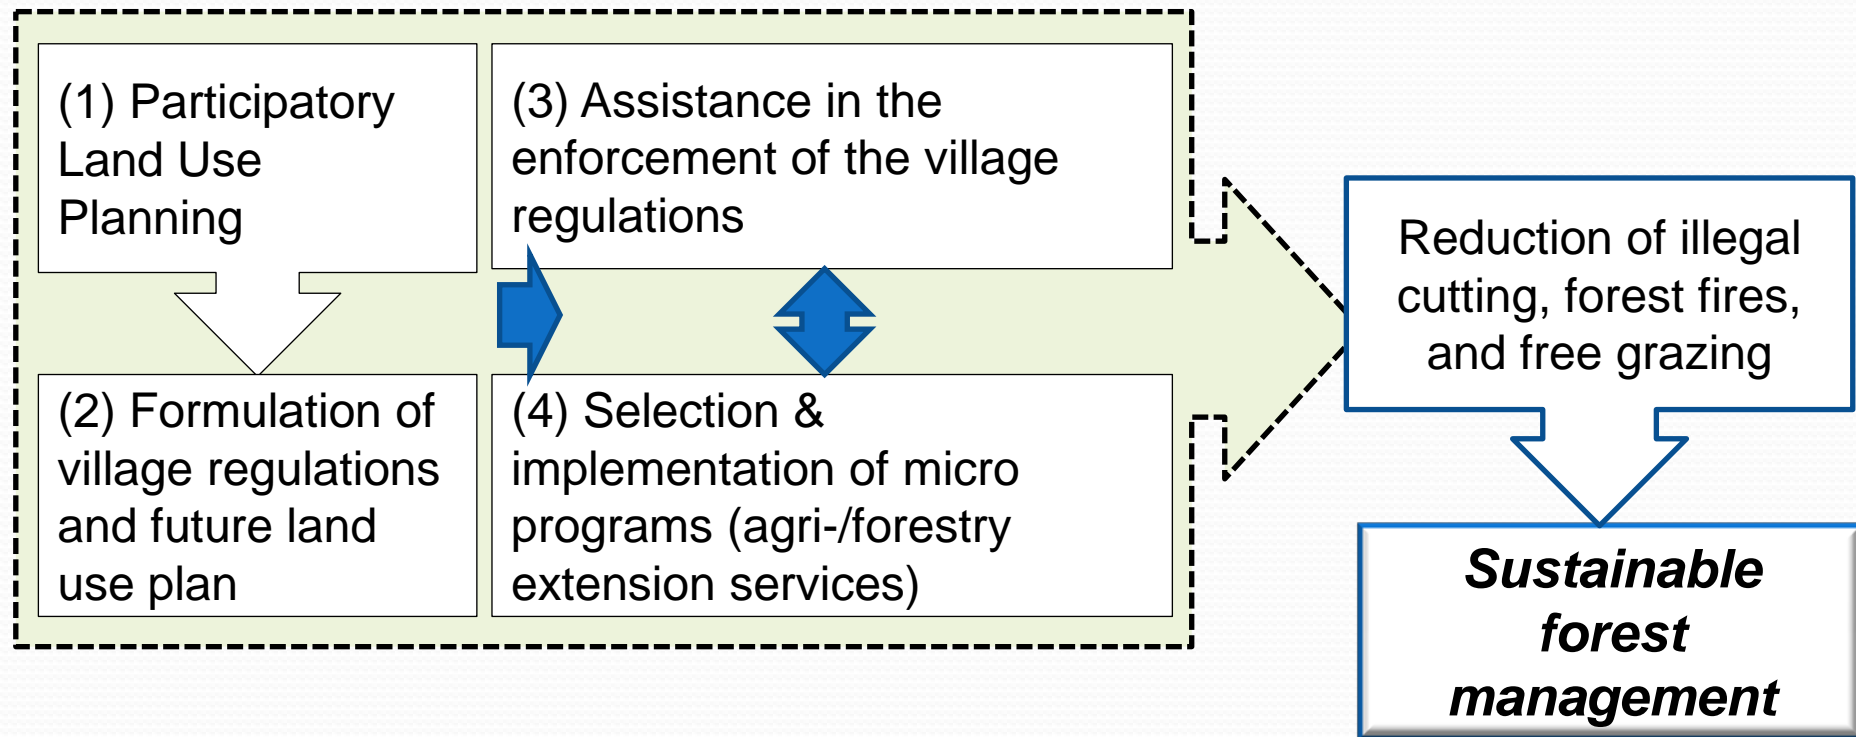 (1) Participatory
Land Use
Planning
(2) Formulation of
village regulations
and future land
use plan
(3) Assistance in the
enforcement of the village
regulations
(4) Selection &
implementation of micro
programs (agri-/forestry
extension services)
Reduction of illegal
cutting, forest fires,
and free grazing
Sustainable
forest
management